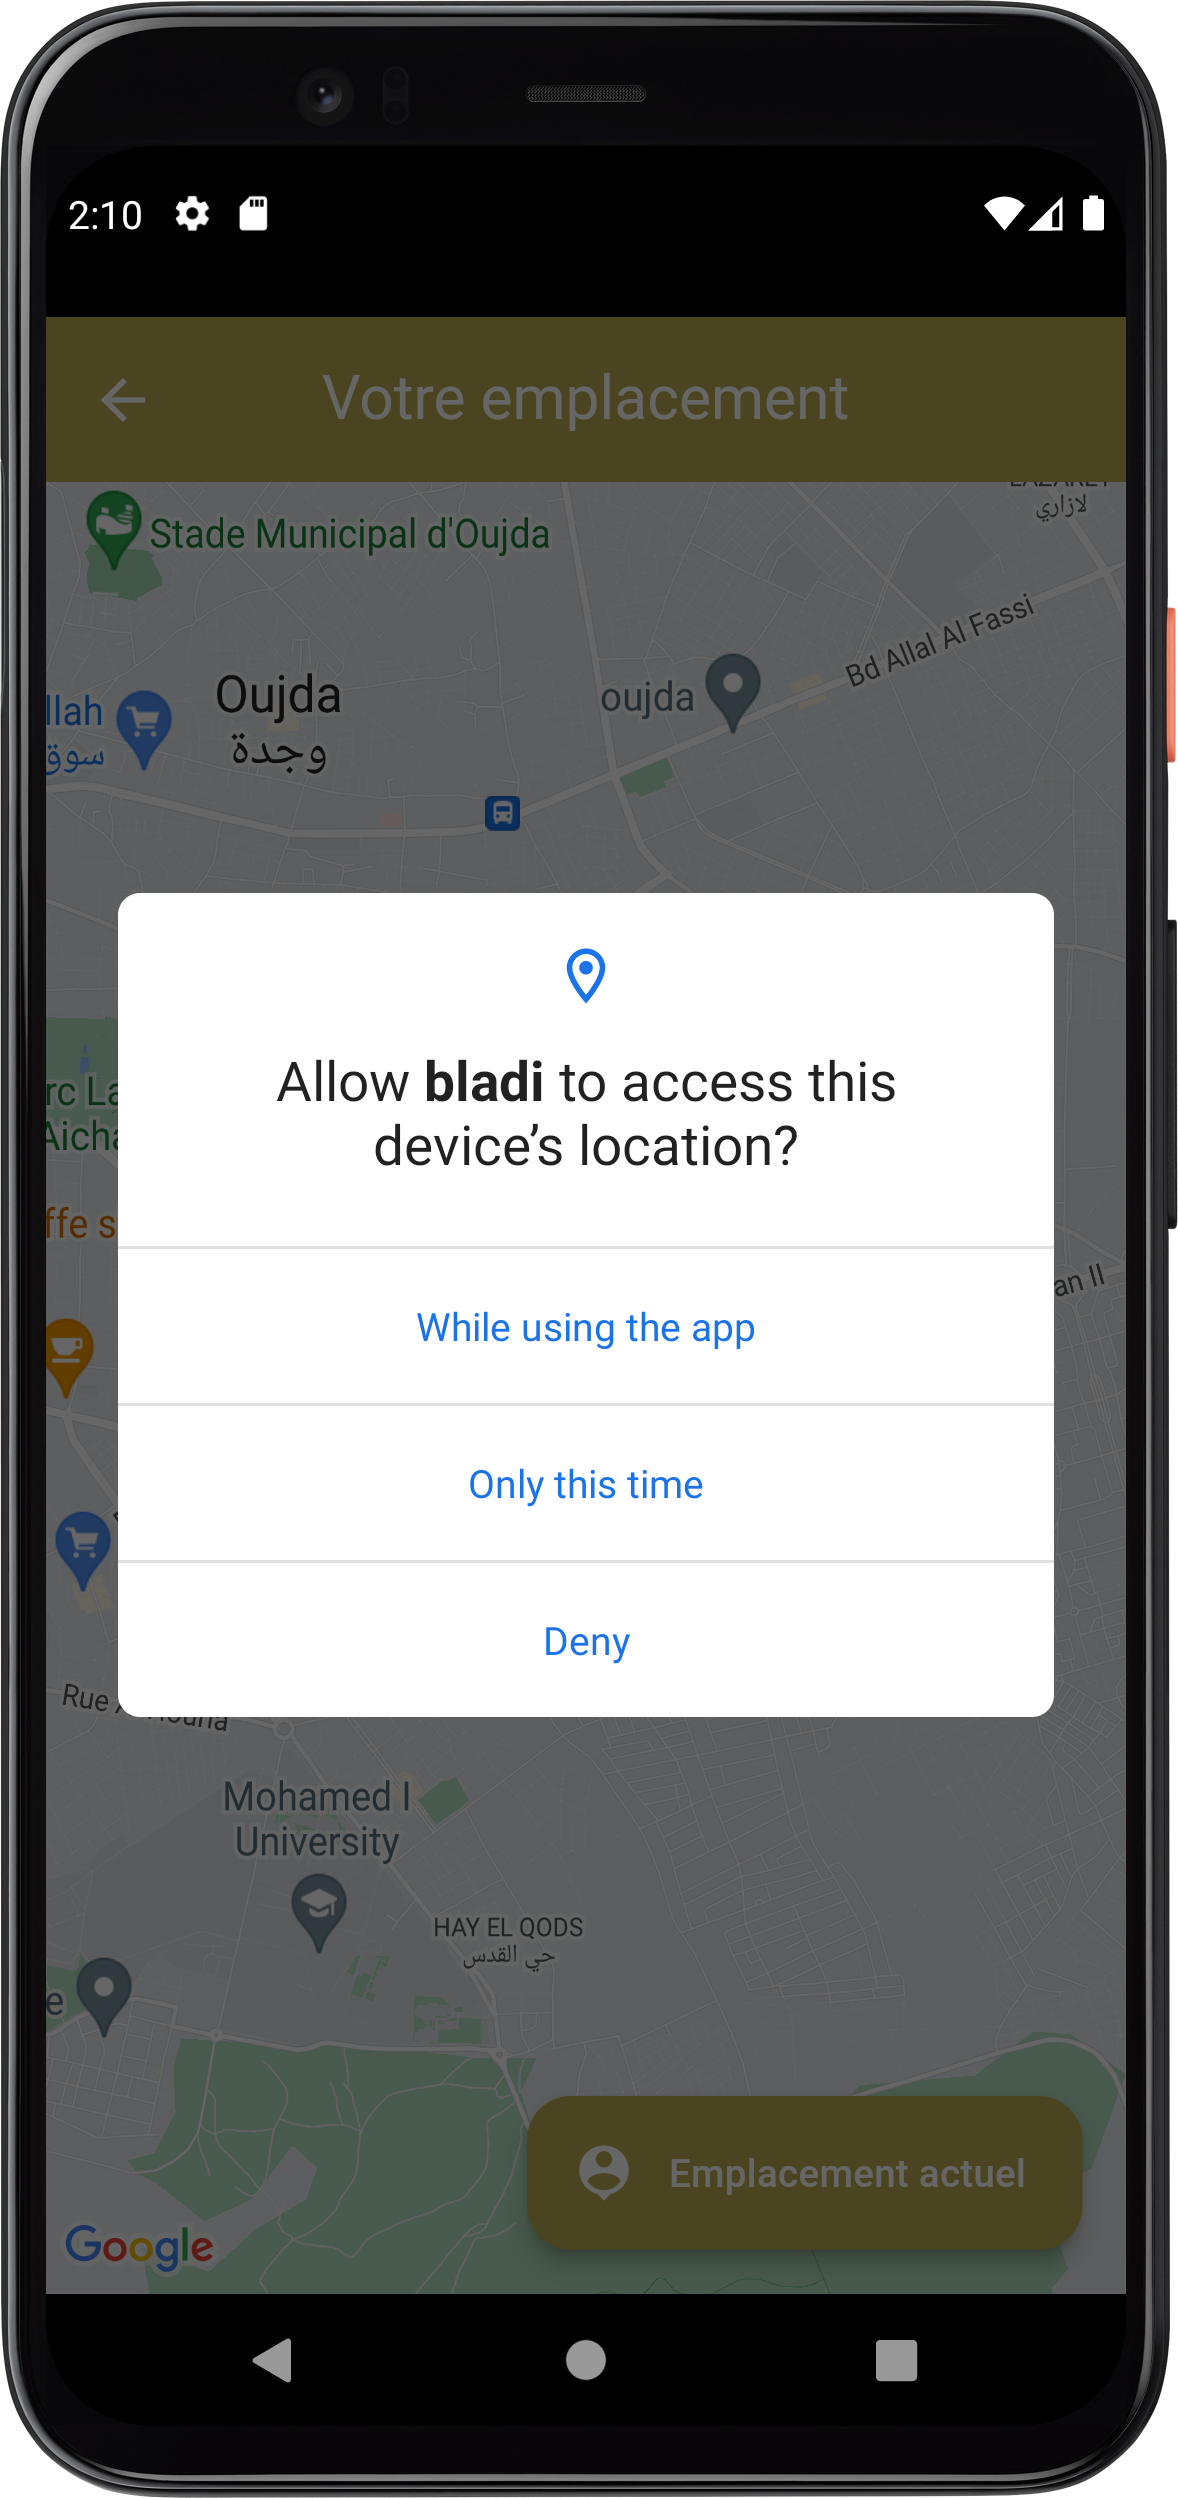 2:10
Votre emplacement
لازاري
Stade Municipal d'Oujda
Bd Allal Al Fassi
llah
سوق
Oujda
وجدة
oujda
Allow bladi to access this
device's location?
rc La
Aicha
ffe s
an II
While using the app
Only this time
Deny
Rue
Mohamed I
University
HAY EL QODS
حي القدس
e
Emplacement actuel
Google